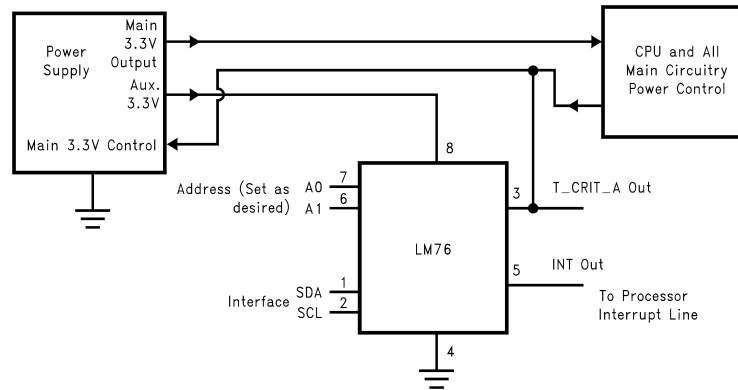 Main
3.3V
Output
Power
Supply
Aux.
3.3V
Main 3.3V Control
CPU and All
Main Circuitry
Power Control
8
Address (Set as
desired)
A0
7
A1
6
3
T_CRIT_A Out
LM76
5
INT Out
To Processor
Interrupt Line
Interface
SDA
1
SCL
2
4